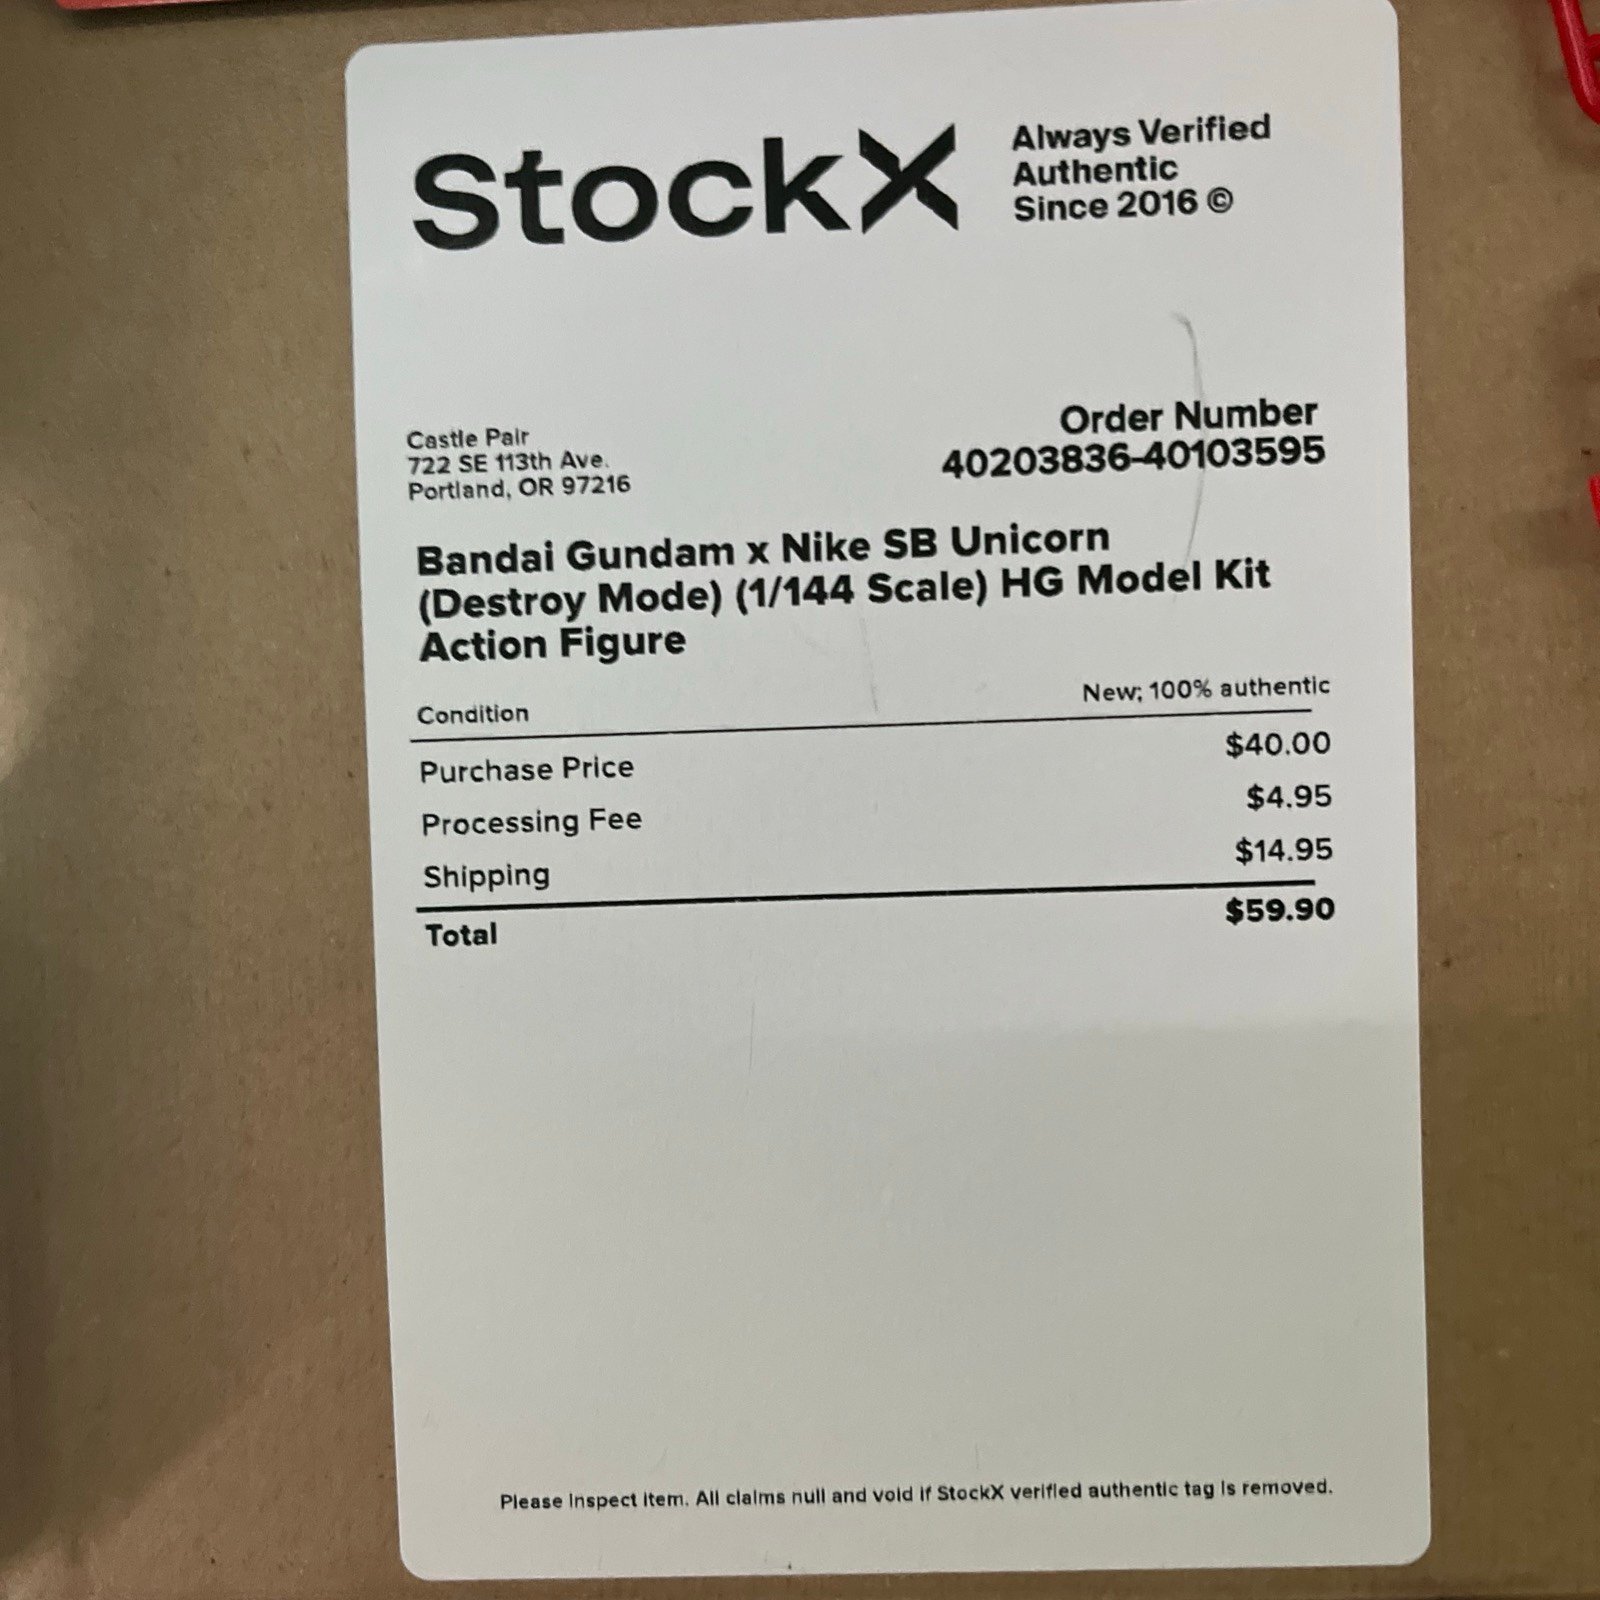 StockX
Always Verified
Authentic
Since 2016 ©
Castle Pair
722 SE 113th Ave.
Portland, OR 97216
Order Number
40203836-40103595
Bandai Gundam x Nike SB Unicorn
(Destroy Mode) (1/144 Scale) HG Model Kit
Action Figure
Condition New; 100% authentic
Purchase Price $40.00
Processing Fee $4.95
Shipping $14.95
Total $59.90
Please inspect item. All claims null and void if StockX verified authentic tag is removed.